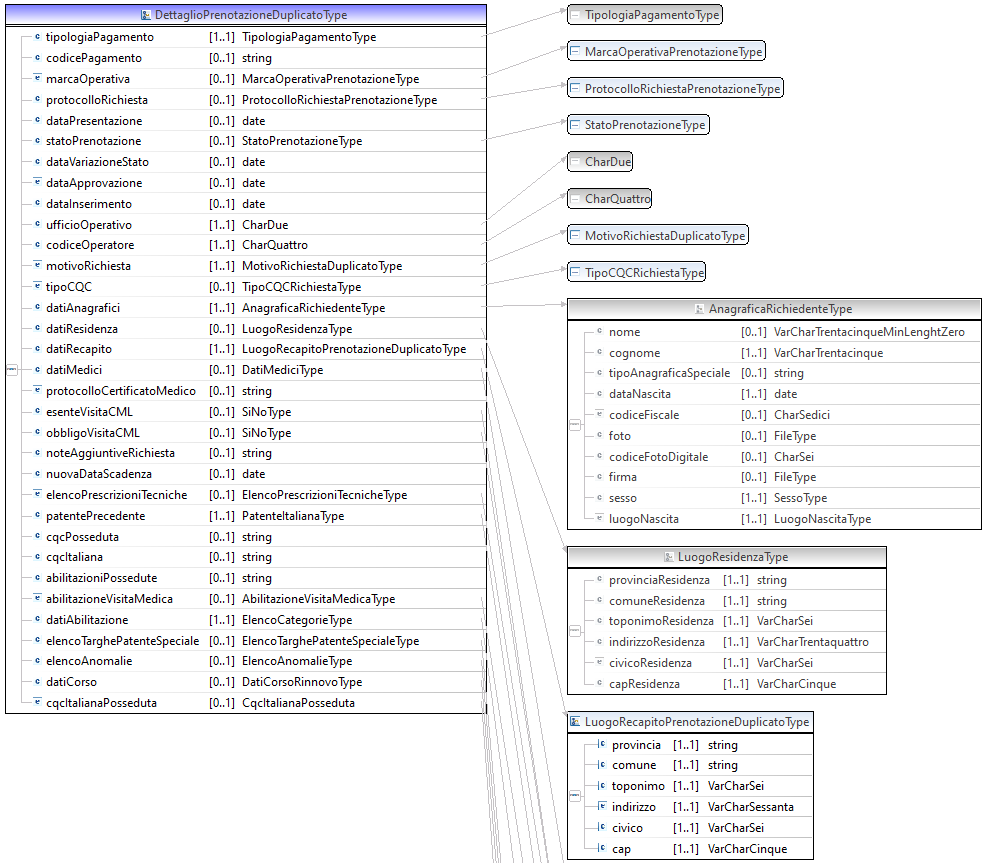 DettaglioPrenotazioneDuplicatoType
tipologiaPagamento [1..1] TipologiaPagamentoType
codicePagamento [0..1] string
marcaOperativa [0..1] MarcaOperativaPrenotazioneType
protocolloRichiesta [0..1] ProtocolloRichiestaPrenotazioneType
dataPresentazione [0..1] date
statoPrenotazione [0..1] StatoPrenotazioneType
dataVariazioneStato [0..1] date
dataApprovazione [0..1] date
dataInserimento [0..1] date
ufficioOperativo [1..1] CharDue
codiceOperatore [1..1] CharQuattro
motivoRichiesta [1..1] MotivoRichiestaDuplicatoType
tipoCQC [0..1] TipoCQCRichiestaType
datiAnagrafici [1..1] AnagraficaRichiedenteType
datiResidenza [0..1] LuogoResidenzaType
datiRecapito [1..1] LuogoRecapitoPrenotazioneDuplicatoType
datiMedici [0..1] DatiMediciType
protocolloCertificatoMedico [0..1] string
esenteVisitaCML [0..1] SiNoType
obbligoVisitaCML [0..1] SiNoType
noteAggiuntiveRichiesta [0..1] string
nuovaDataScadenza [0..1] date
elencoPrescrizioniTecniche [0..1] ElencoPrescrizioniTecnicheType
patentePrecedente [1..1] PatenteItalianaType
cqcPosseduta [0..1] string
cqcItaliana [0..1] string
abilitazioniPossedute [0..1] string
abilitazioneVisitaMedica [0..1] AbilitazioneVisitaMedicaType
datiAbilitazione [1..1] ElencoCategorieType
elencoTarghePatenteSpeciale [0..1] ElencoTarghePatenteSpecialeType
elencoAnomalie [0..1] ElencoAnomalieType
datiCorso [0..1] DatiCorsoRinnovoType
cqcItalianaPosseduta [0..1] CqcItalianaPosseduta
TipologiaPagamentoType
MarcaOperativaPrenotazioneType
ProtocolloRichiestaPrenotazioneType
StatoPrenotazioneType
CharDue
CharQuattro
MotivoRichiestaDuplicatoType
TipoCQCRichiestaType
AnagraficaRichiedenteType
nome [0..1] VarCharTrentacinqueMinLenghtZero
cognome [1..1] VarCharTrentacinque
tipoAnagraficaSpeciale [0..1] string
dataNascita [1..1] date
codiceFiscale [0..1] CharSedici
foto [0..1] FileType
codiceFotoDigitale [0..1] CharSei
firma [0..1] FileType
sesso [1..1] SessoType
luogoNascita [1..1] LuogoNascitaType
LuogoResidenzaType
provinciaResidenza [1..1] string
comuneResidenza [1..1] string
toponimoResidenza [1..1] VarCharSei
indirizzoResidenza [1..1] VarCharTrentaquattro
civicoResidenza [1..1] VarCharSei
capResidenza [1..1] VarCharCinque
LuogoRecapitoPrenotazioneDuplicatoType
provincia [1..1] string
comune [1..1] string
toponimo [1..1] VarCharSei
indirizzo [1..1] VarCharSessanta
civico [1..1] VarCharSei
cap [1..1] VarCharCinque